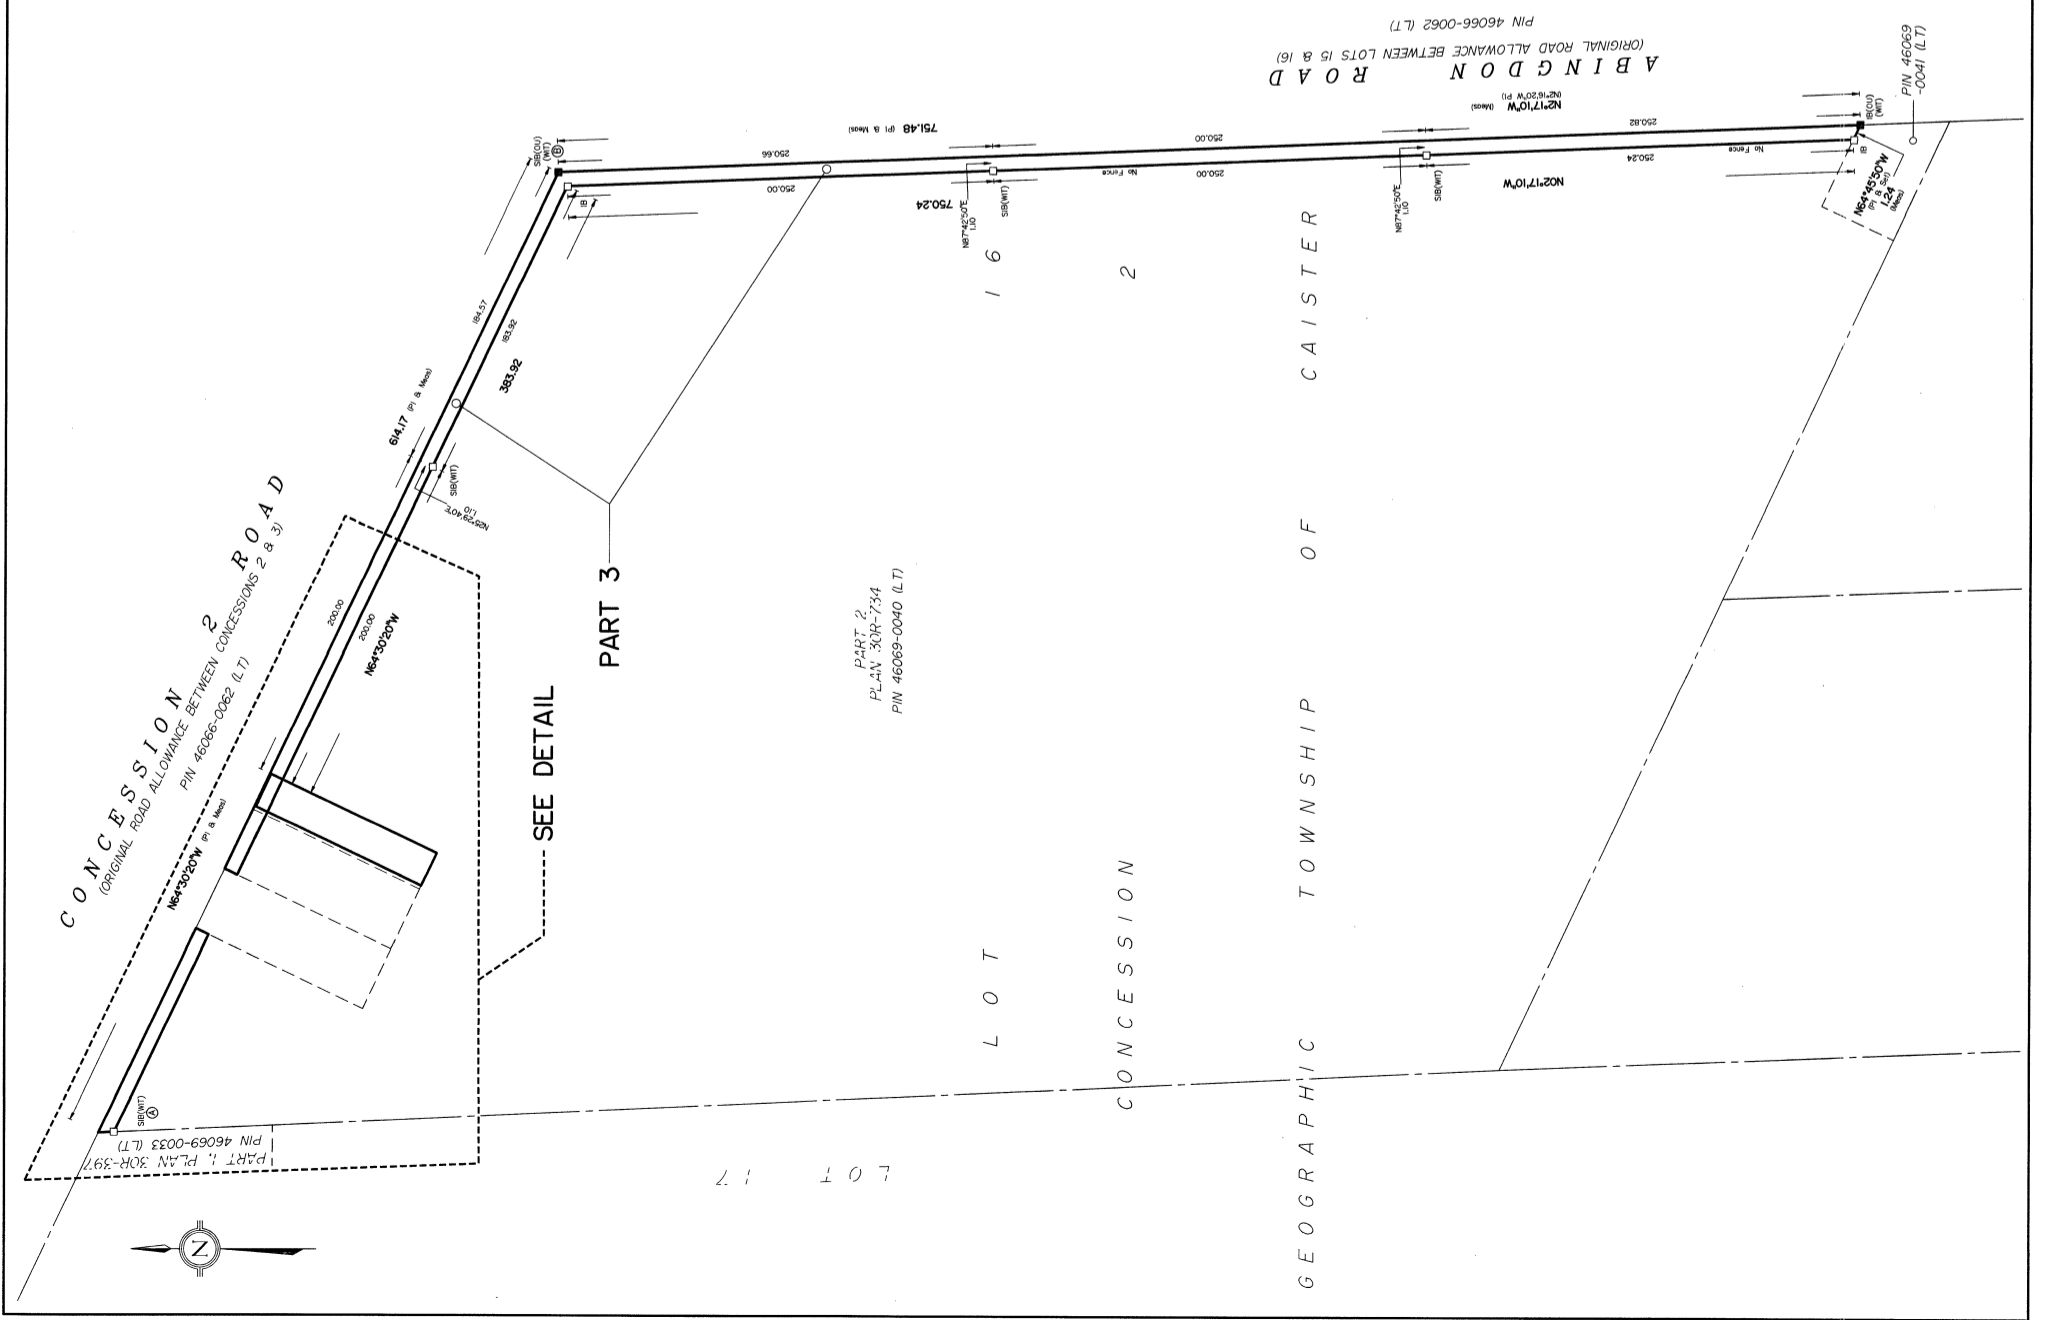 CONCESSION 2 ROAD
(ORIGINAL ROAD ALLOWANCE BETWEEN CONCESSIONS 2 & 3)
PIN 46066-0062 (LT)
N64°30'20"W (P1 & Meas)
614.17 (P1 & Meas)
184.57
183.92
383.92
200.00
200.00
N64°30'20"W
N25°29'40"E
1.10
SIB(WIT)
SIB(OU)
(WIT)
B
IB
SIB(WIT)
A
PART 1, PLAN 30R-397
PIN 46069-0033 (LT)
N
SEE DETAIL
PART 3
PART 2
PLAN 30R-734
PIN 46069-0040 (LT)
ABINGDON ROAD
(ORIGINAL ROAD ALLOWANCE BETWEEN LOTS 15 & 16)
PIN 46066-0062 (LT)
N2°17'10"W (Meas)
(N2°16'20"W P1)
751.48 (P1 & Meas)
250.66
250.00
250.82
250.00
250.00
250.24
No Fence
No Fence
750.24
N02°17'10"W
N87°42'50"E
1.10
SIB(WIT)
N87°42'50"E
1.10
SIB(WIT)
IB
IB(OU)
(WIT)
N64°45'50"W
(P1 & Set)
1.24
(Meas)
PIN 46069
-0041 (LT)
LOT 16
CONCESSION 2
GEOGRAPHIC TOWNSHIP OF CAISTER
LOT 17